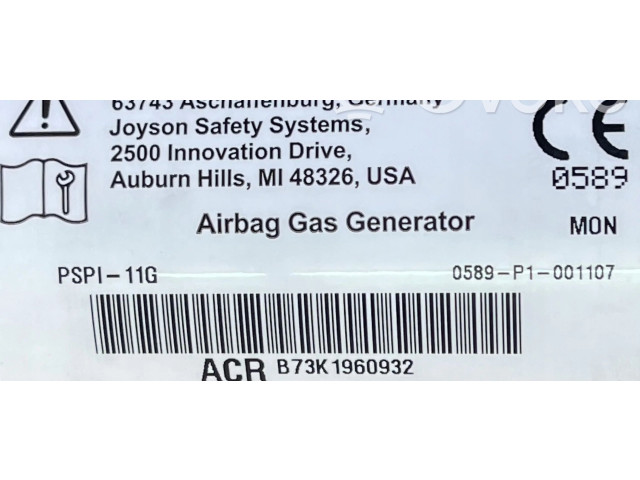 63743 Aschaffenburg, Germany
Joyson Safety Systems,
2500 Innovation Drive,
Auburn Hills, MI 48326, USA
CE
0589
Airbag Gas Generator MON
PSPI-11G 0589-P1-001107
ACR B73K1960932